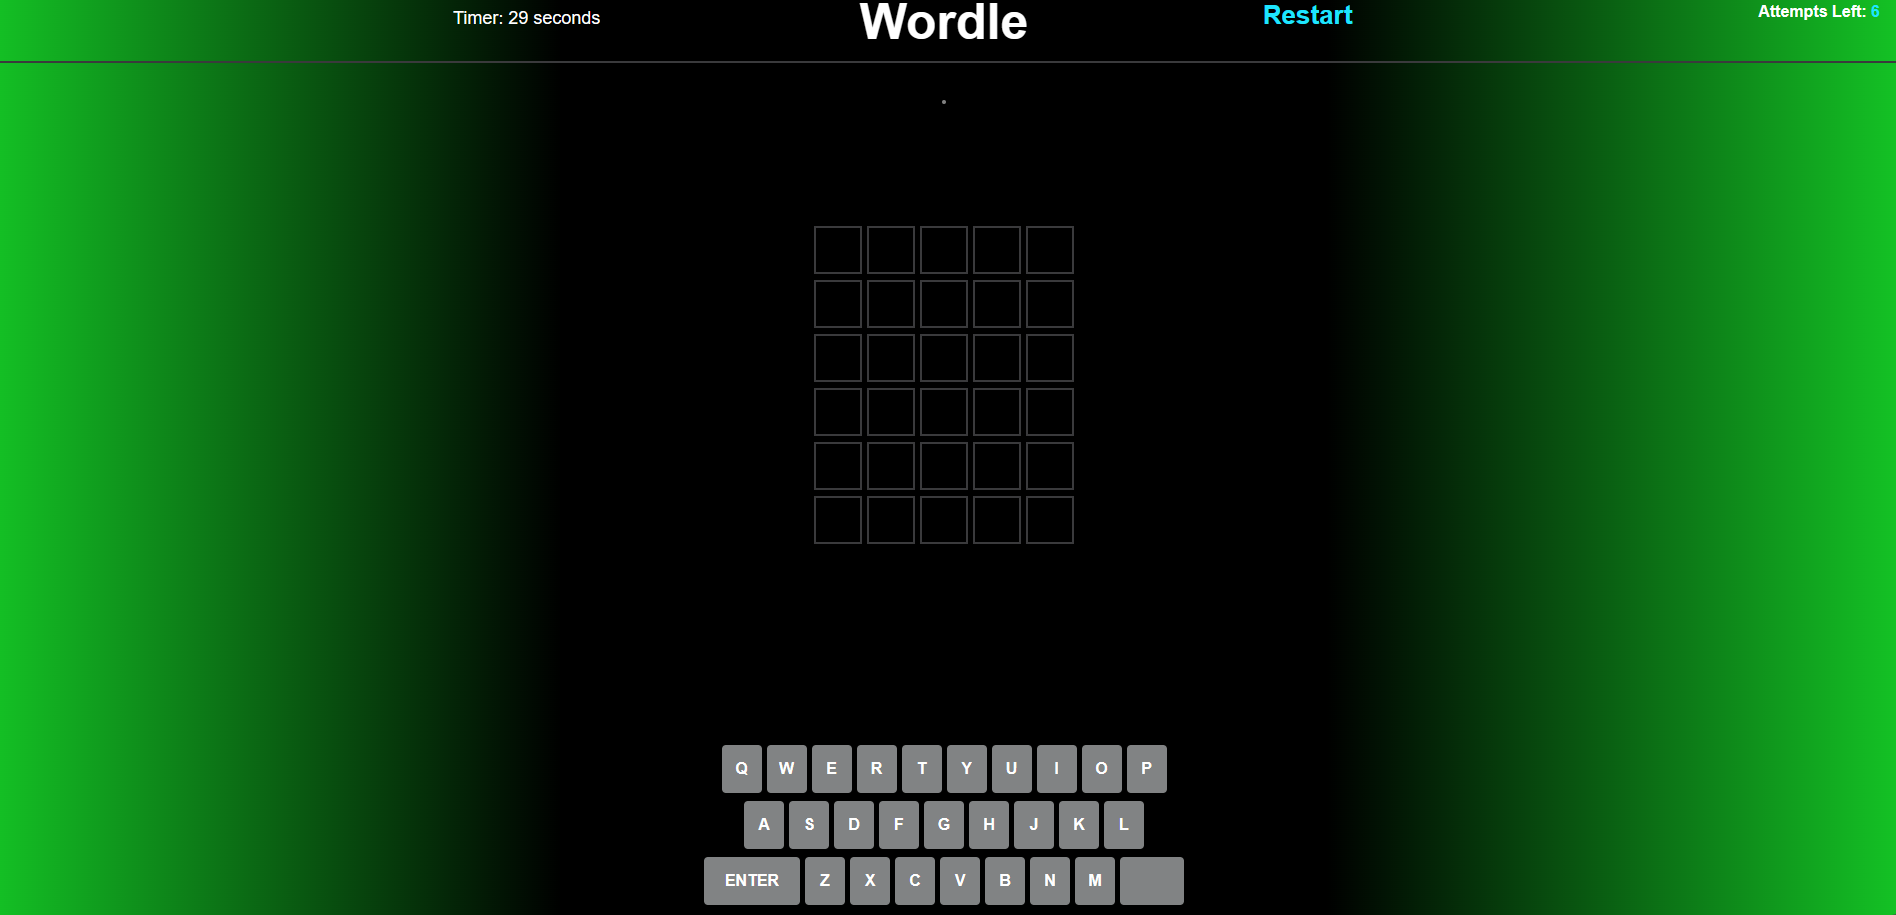 Timer: 29 seconds
Wordle
Restart
Attempts Left: 6
Q W E R T Y U I O P
A S D F G H J K L
ENTER Z X C V B N M